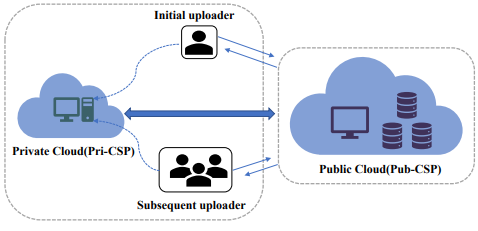 Initial uploader
Private Cloud(Pri-CSP)
Public Cloud(Pub-CSP)
Subsequent uploader